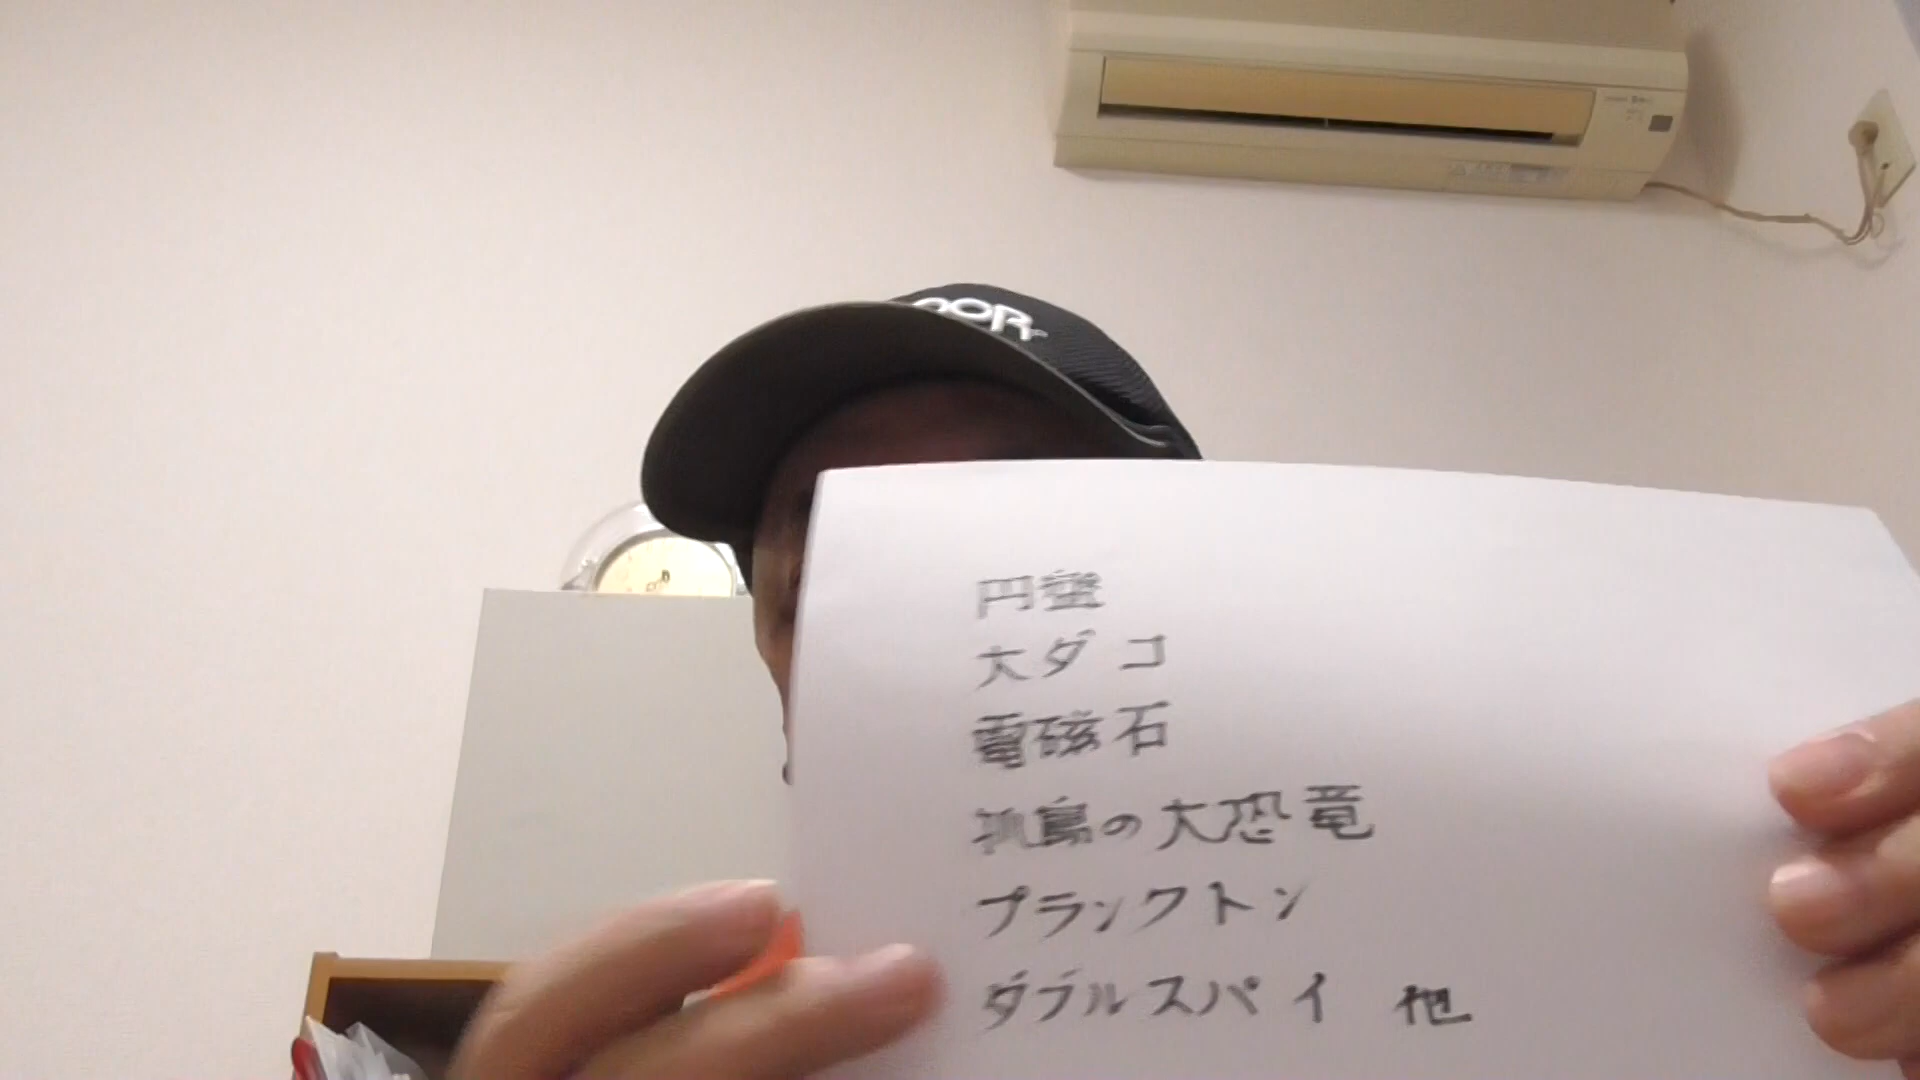 円盤
大ダコ
電磁石
孤島の大恐竜
プランクトン
ダブルスパイ 他